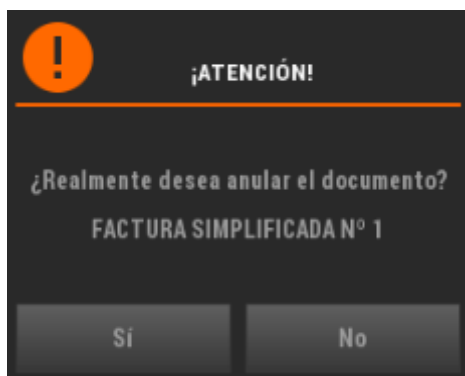 ¡ATENCIÓN!
¿Realmente desea anular el documento?
FACTURA SIMPLIFICADA Nº 1
Sí
No